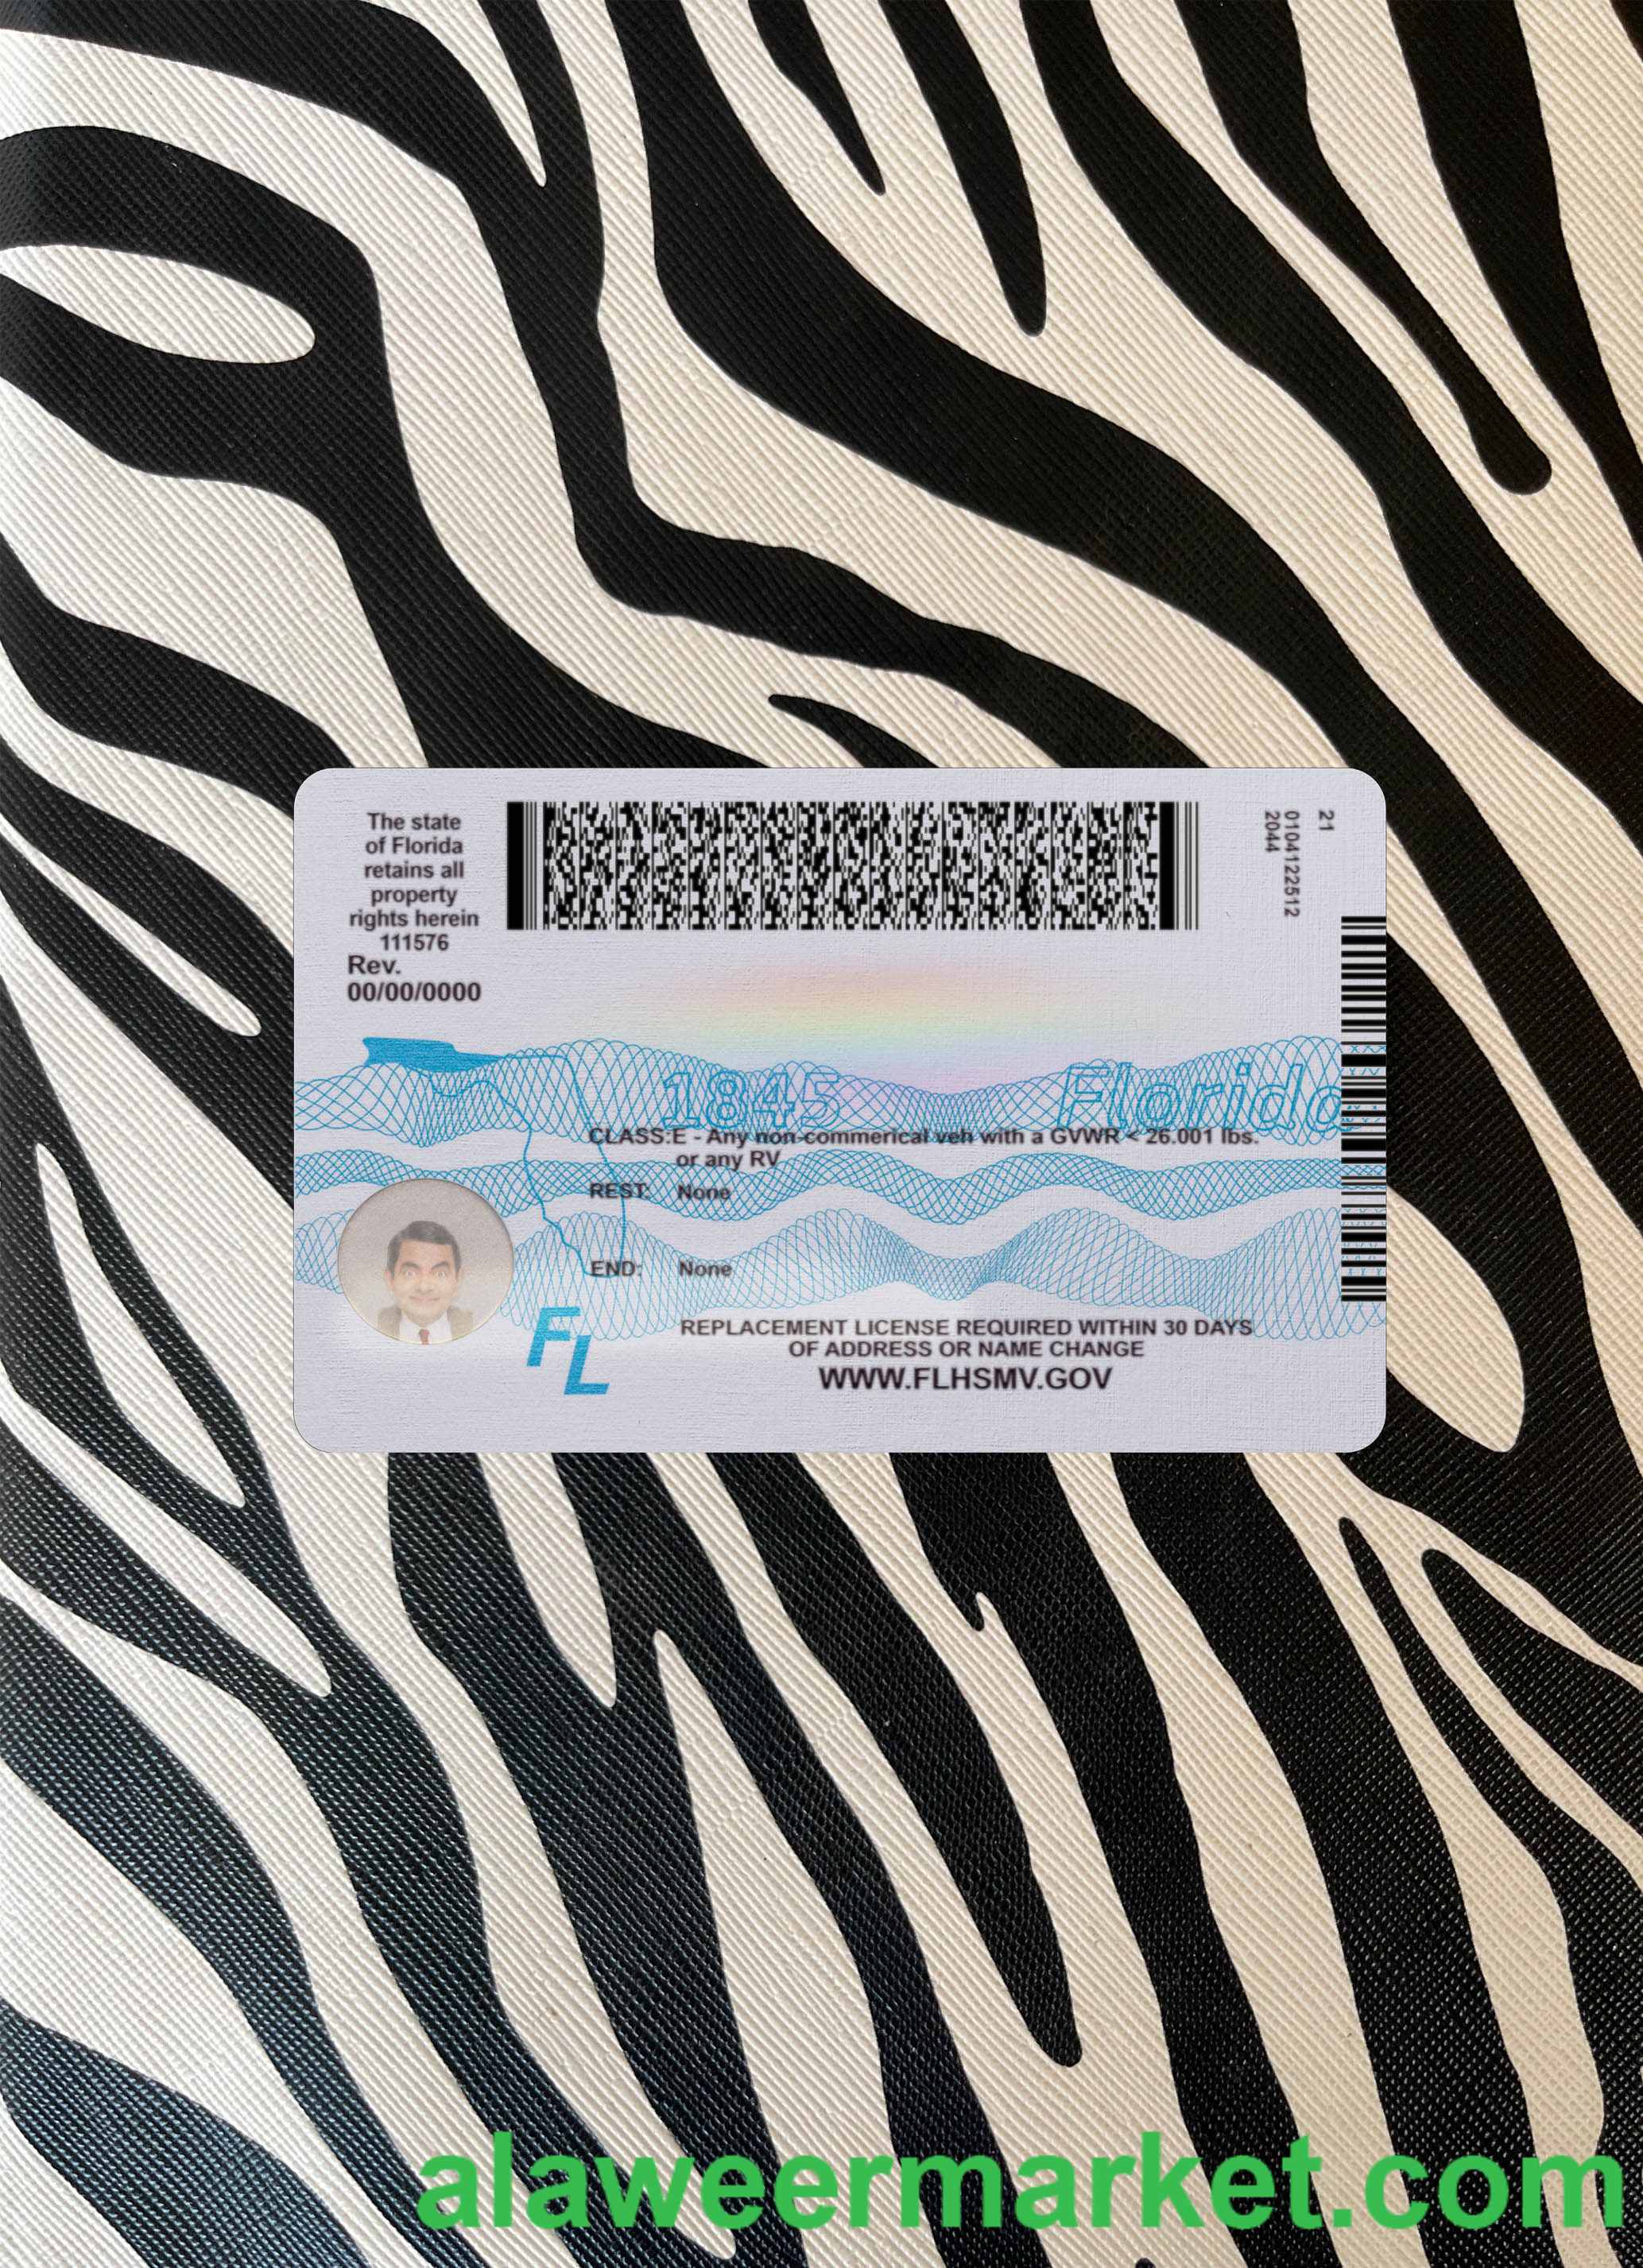 The state
of Florida
retains all
property
rights herein
111576
Rev.
00/00/0000
21
0104122512
2044
1845 Florida
CLASS:E - Any non-commerical veh with a GVWR < 26.001 lbs.
or any RV
REST: None
END: None
FL
REPLACEMENT LICENSE REQUIRED WITHIN 30 DAYS
OF ADDRESS OR NAME CHANGE
WWW.FLHSMV.GOV
alaweermarket.com